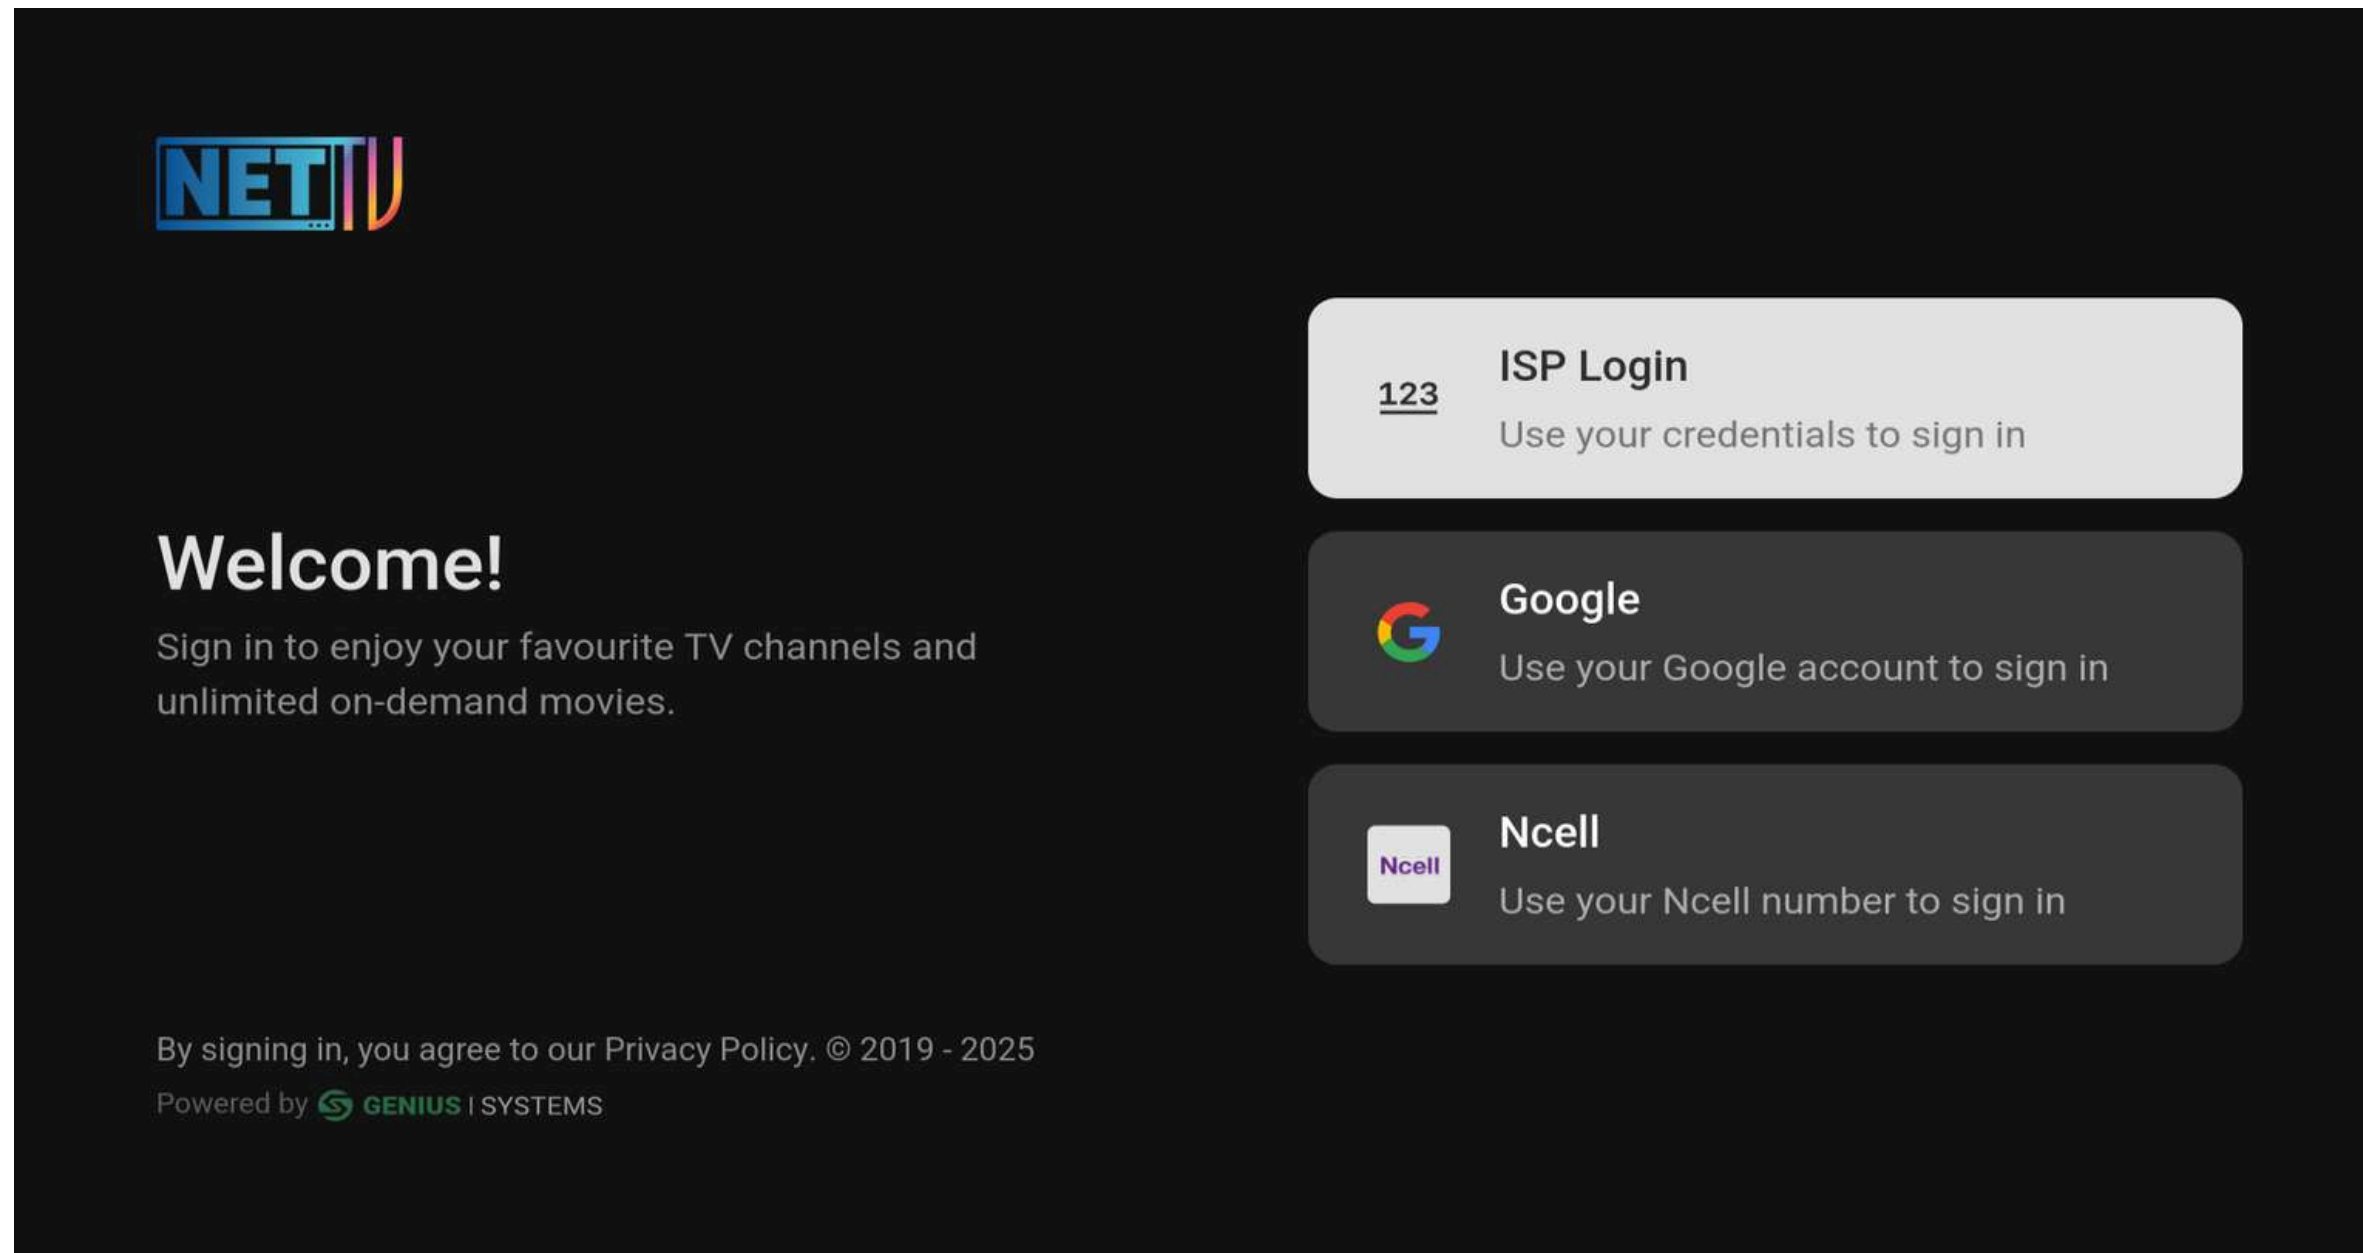 NETTV
Welcome!
Sign in to enjoy your favourite TV channels and
unlimited on-demand movies.
By signing in, you agree to our Privacy Policy. © 2019 - 2025
Powered by GENIUS | SYSTEMS
123
ISP Login
Use your credentials to sign in
Google
Use your Google account to sign in
Ncell
Ncell
Use your Ncell number to sign in